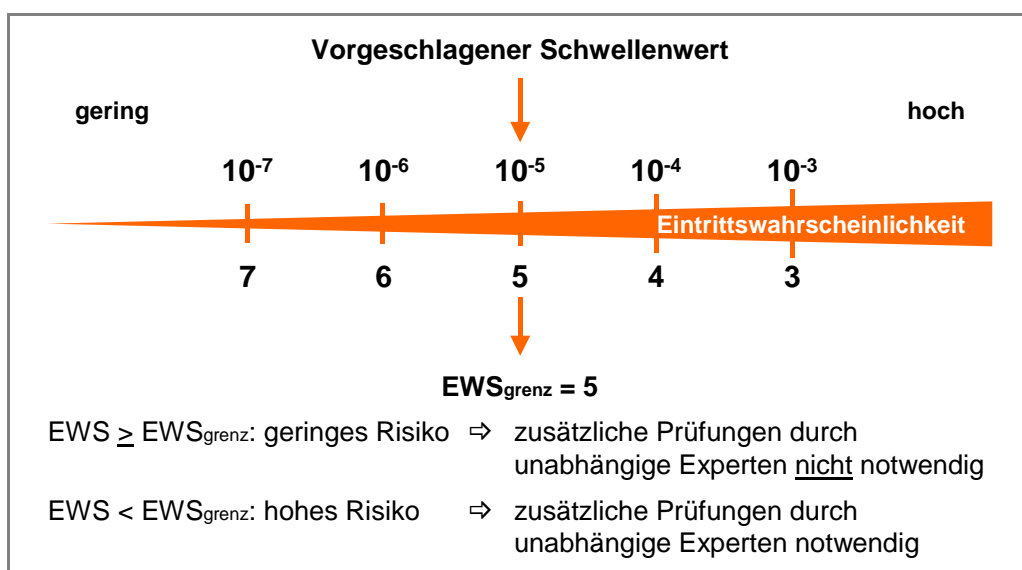 Vorgeschlagener Schwellenwert
gering hoch
10-7 10-6 10-5 10-4 10-3
Eintrittswahrscheinlichkeit
7 6 5 4 3
EWSgrenz = 5
EWS ≥ EWSgrenz: geringes Risiko ⇨ zusätzliche Prüfungen durch
unabhängige Experten nicht notwendig
EWS < EWSgrenz: hohes Risiko ⇨ zusätzliche Prüfungen durch
unabhängige Experten notwendig